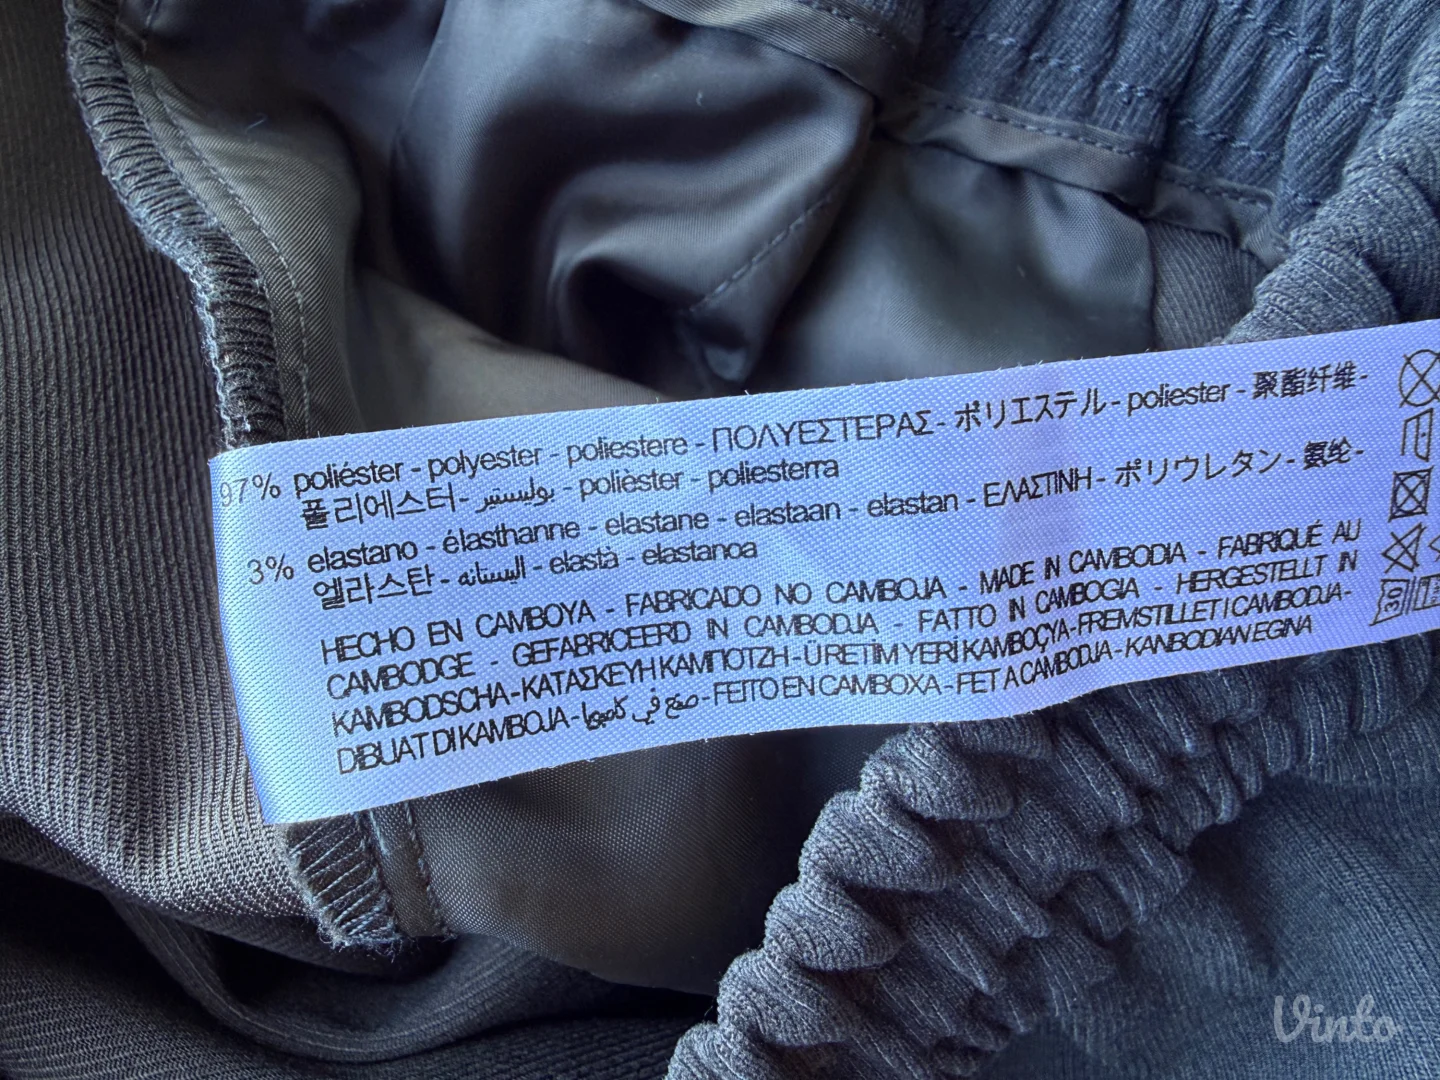 97% poliéster - polyester - poliestere - ΠΟΛΥΕΣΤΕΡΑΣ - ポリエステル - poliester - 聚酯纤维 -
폴리에스터 - بوليستير - polièster - poliesterra
3% elastano - élasthanne - elastane - elastaan - elastan - ΕΛΑΣΤΙΝΗ - ポリウレタン - 氨纶 -
엘라스탄 - اليستانه - elastà - elastanoa
HECHO EN CAMBOYA - FABRICADO NO CAMBOJA - MADE IN CAMBODIA - FABRIQUÉ AU
CAMBODGE - GEFABRICEERD IN CAMBODJA - FATTO IN CAMBOGIA - HERGESTELLT IN
KAMBODSCHA - ΚΑΤΑΣΚΕΥΗ ΚΑΜΠΟΤΖΗ - ÜRETİM YERİ KAMBOÇYA - FREMSTILLET I CAMBODJA -
DIBUAT DI KAMBOJA - صنع في كامبوديا - FEITO EN CAMBOXA - FET A CAMBODJA - KANBODIAN EGINA
30
Vinto